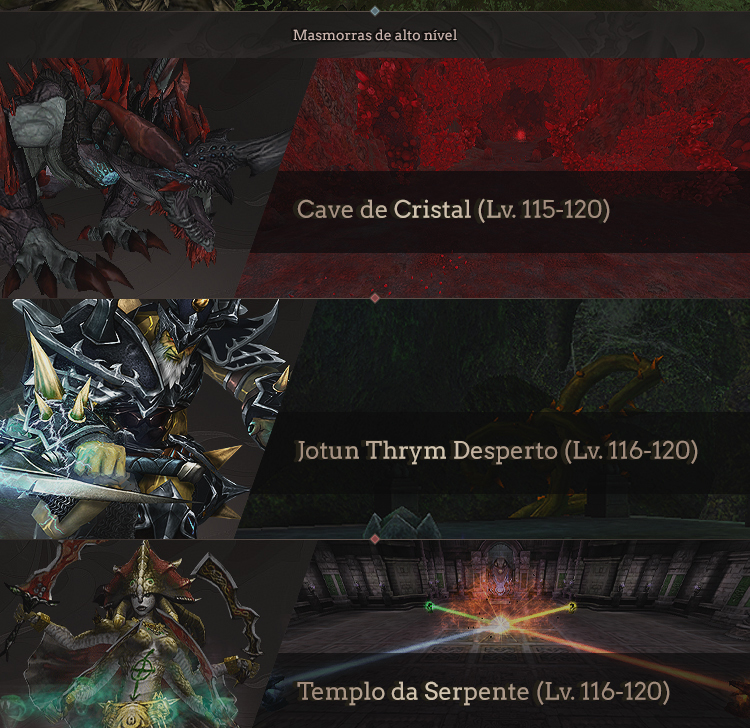 Masmorras de alto nível
Cave de Cristal (Lv. 115-120)
Jotun Thrym Desperto (Lv. 116-120)
Templo da Serpente (Lv. 116-120)